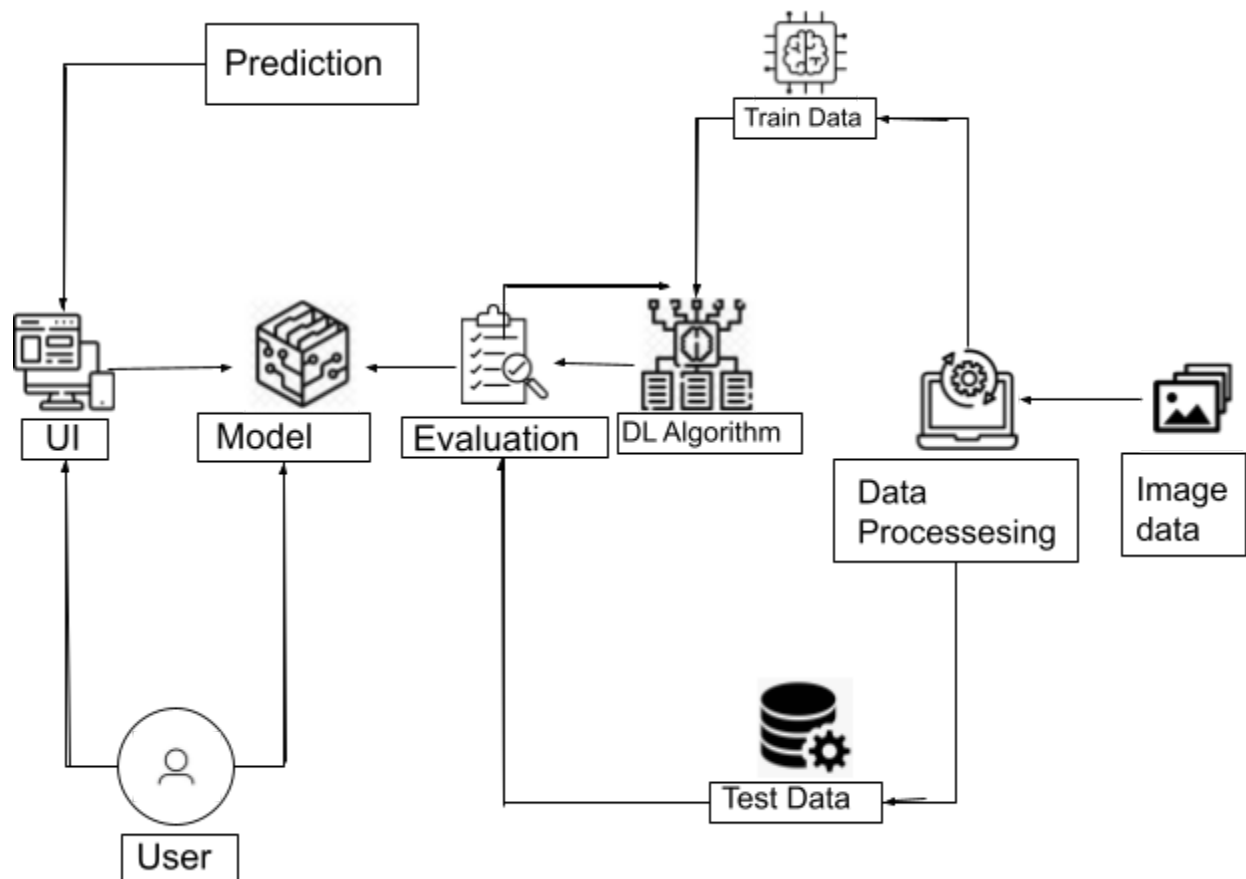 Prediction
Train Data
UI
Model
Evaluation
DL Algorithm
Data
Processesing
Image
data
Test Data
User